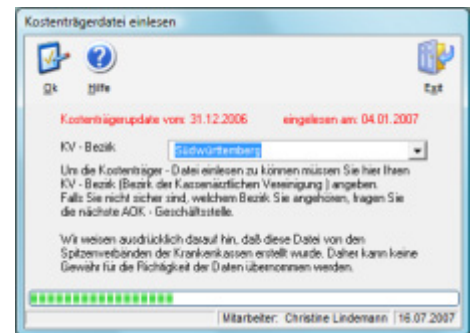 Kostenträgerdatei einlesen
Ok Hilfe Exit
Kostenträgerupdate vom: 31.12.2006 eingelesen am: 04.01.2007
KV - Bezirk Südwürttemberg
Um die Kostenträger - Datei einlesen zu können müssen Sie hier Ihren
KV - Bezirk (Bezirk der Kassenärztlichen Vereinigung ) angeben.
Falls Sie nicht sicher sind, welchem Bezirk Sie angehören, fragen Sie
die nächste AOK - Geschäftsstelle.
Wir weisen ausdrücklich darauf hin, daß diese Datei von den
Spitzenverbänden der Krankenkassen erstellt wurde. Daher kann keine
Gewähr für die Richtigkeit der Daten übernommen werden.
Mitarbeiter: Christine Lindemann 16.07.2007